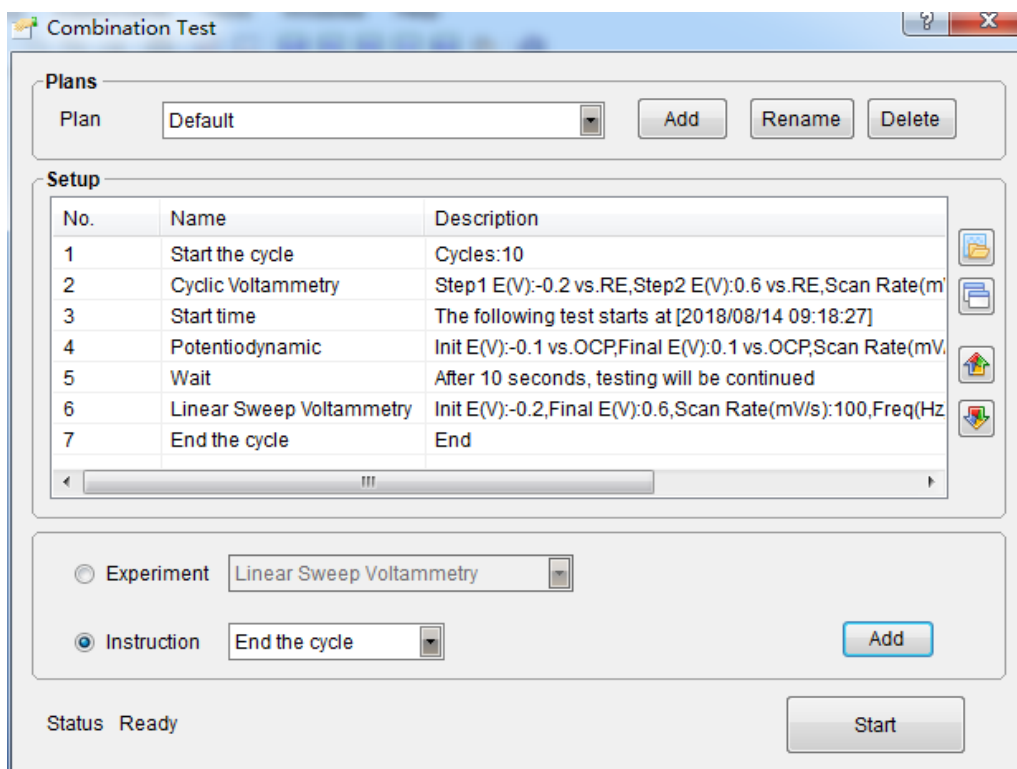 Combination Test
Plans
Plan Default Add Rename Delete
Setup
No. Name Description
1 Start the cycle Cycles:10
2 Cyclic Voltammetry Step1 E(V):-0.2 vs.RE,Step2 E(V):0.6 vs.RE,Scan Rate(m
3 Start time The following test starts at [2018/08/14 09:18:27]
4 Potentiodynamic Init E(V):-0.1 vs.OCP,Final E(V):0.1 vs.OCP,Scan Rate(mV
5 Wait After 10 seconds, testing will be continued
6 Linear Sweep Voltammetry Init E(V):-0.2,Final E(V):0.6,Scan Rate(mV/s):100,Freq(Hz
7 End the cycle End
Experiment Linear Sweep Voltammetry
Instruction End the cycle Add
Status Ready Start